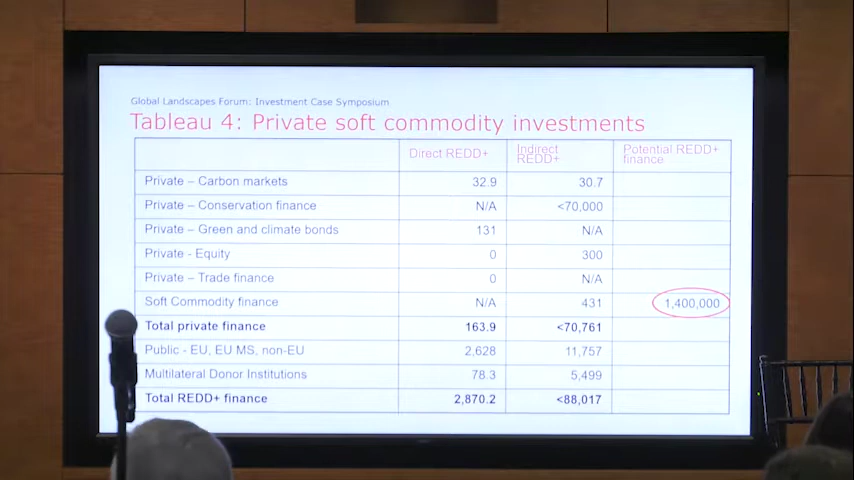 Global Landscapes Forum: Investment Case Symposium
Tableau 4: Private soft commodity investments
Direct REDD+ Indirect REDD+ Potential REDD+ finance
Private – Carbon markets 32.9 30.7
Private – Conservation finance N/A <70,000
Private – Green and climate bonds 131 N/A
Private - Equity 0 300
Private – Trade finance 0 N/A
Soft Commodity finance N/A 431 1,400,000
Total private finance 163.9 <70,761
Public - EU, EU MS, non-EU 2,628 11,757
Multilateral Donor Institutions 78.3 5,499
Total REDD+ finance 2,870.2 <88,017